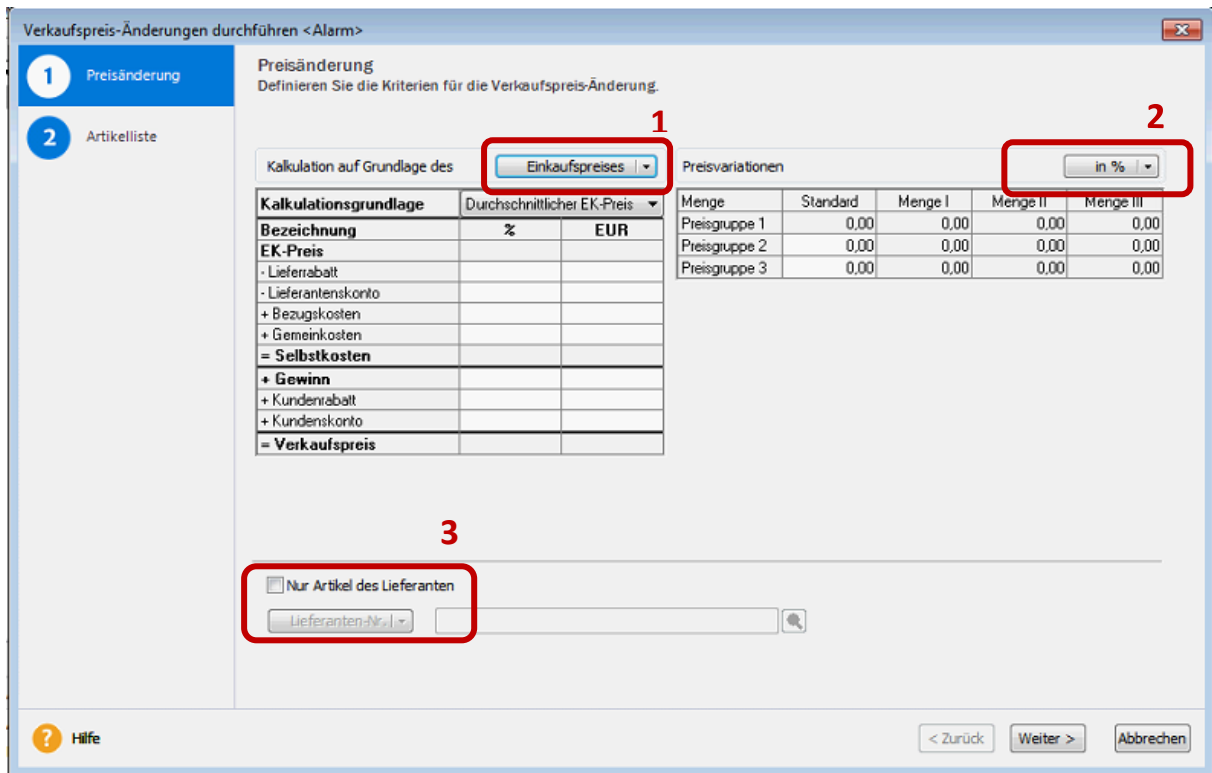 Verkaufspreis-Änderungen durchführen <Alarm>
1 Preisänderung
2 Artikelliste
Preisänderung
Definieren Sie die Kriterien für die Verkaufspreis-Änderung.
1
2
Kalkulation auf Grundlage des Einkaufspreises
Preisvariationen in %
Kalkulationsgrundlage Durchschnittlicher EK-Preis
Bezeichnung % EUR
EK-Preis
- Lieferrabatt
- Lieferantenskonto
+ Bezugskosten
+ Gemeinkosten
= Selbstkosten
+ Gewinn
+ Kundenrabatt
+ Kundenskonto
= Verkaufspreis
Menge Standard Menge I Menge II Menge III
Preisgruppe 1 0,00 0,00 0,00 0,00
Preisgruppe 2 0,00 0,00 0,00 0,00
Preisgruppe 3 0,00 0,00 0,00 0,00
3
Nur Artikel des Lieferanten
Lieferanten-Nr.
? Hilfe
< Zurück Weiter > Abbrechen